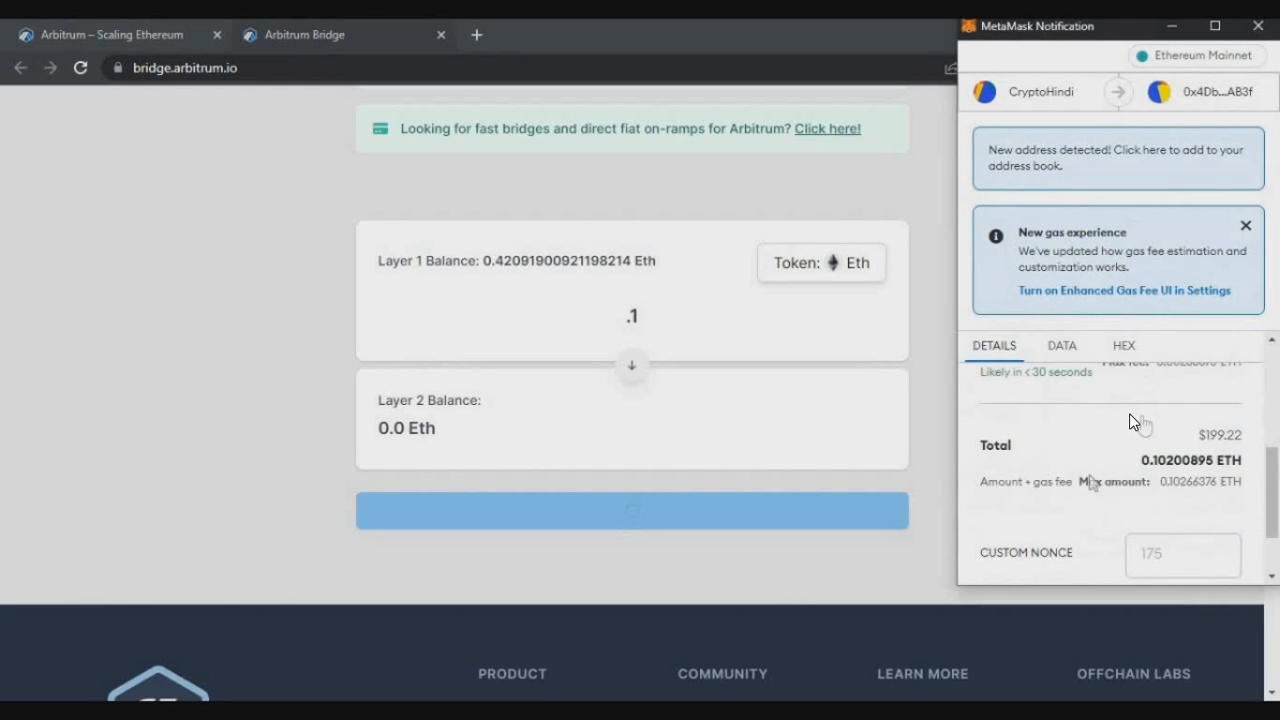 Arbitrum – Scaling Ethereum
Arbitrum Bridge
bridge.arbitrum.io
Looking for fast bridges and direct fiat on-ramps for Arbitrum? Click here!
Layer 1 Balance: 0.42091900921198214 Eth
Token: Eth
.1
Layer 2 Balance:
0.0 Eth
PRODUCT
COMMUNITY
LEARN MORE
OFFCHAIN LABS
MetaMask Notification
Ethereum Mainnet
CryptoHindi
0x4Db...AB3f
New address detected! Click here to add to your
address book.
New gas experience
We've updated how gas fee estimation and
customization works.
Turn on Enhanced Gas Fee UI in Settings
DETAILS
DATA
HEX
Likely in < 30 seconds
Max fee:
$199.22
Total
0.10200895 ETH
Amount + gas fee Max amount: 0.10266376 ETH
CUSTOM NONCE
175